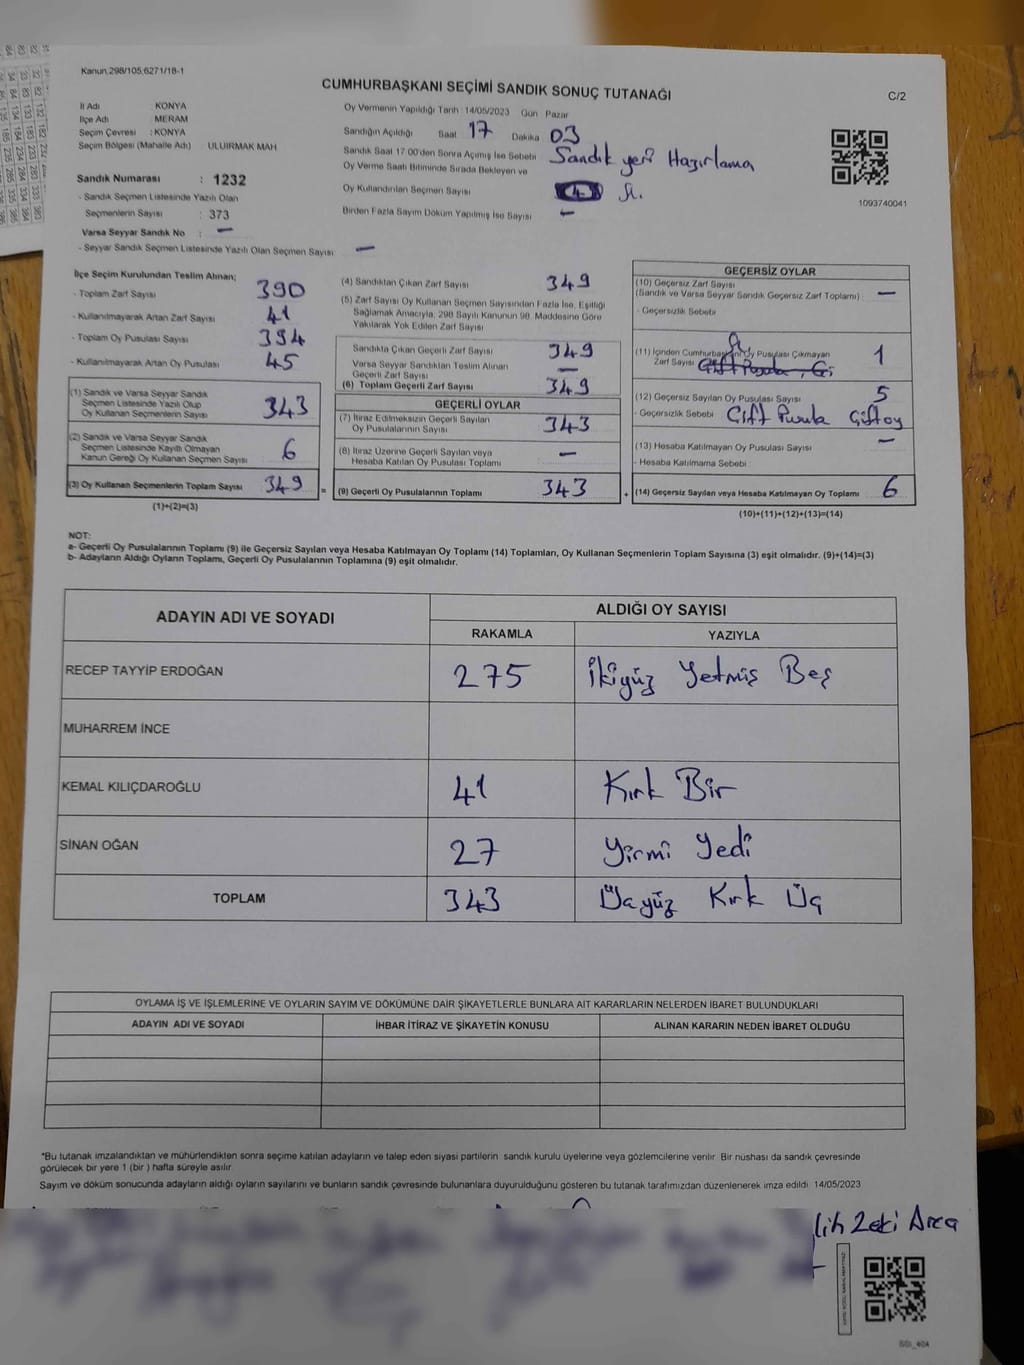 Kanun,298/105,6271/18-1
CUMHURBAŞKANI SEÇİMİ SANDIK SONUÇ TUTANAĞI
C/2
İl Adı KONYA
İlçe Adı MERAM
Seçim Çevresi : KONYA
Seçim Bölgesi (Mahalle Adı) ULUIRMAK MAH
Sandık Numarası : 1232
- Sandık Seçmen Listesinde Yazılı Olan
Seçmenlerin Sayısı : 373
Varsa Seyyar Sandık No : –
- Seyyar Sandık Seçmen Listesinde Yazılı Olan Seçmen Sayısı –
Oy Vermenin Yapıldığı Tarih :14/05/2023 Gün Pazar
Sandığın Açıldığı Saat 17 Dakika 03
Sandık Saat 17:00'den Sonra Açımış İse Sebebi Sandık yeri Hazırlama
Oy Verme Saati Bitiminde Sırada Bekleyen ve
Oy Kullandırılan Seçmen Sayısı
Birden Fazla Sayım Döküm Yapılmış İse Sayısı –
1093740041
İlçe Seçim Kurulundan Teslim Alınan;
- Toplam Zarf Sayısı 390
- Kullanılmayarak Artan Zarf Sayısı 41
- Toplam Oy Pusulası Sayısı 394
- Kullanılmayarak Artan Oy Pusulası 45
(1) Sandık ve Varsa Seyyar Sandık
Seçmen Listesinde Yazılı Olup
Oy Kullanan Seçmenlerin Sayısı 343
(2) Sandık ve Varsa Seyyar Sandık
Seçmen Listesinde Kayıtlı Olmayan
Kanun Gereği Oy Kullanan Seçmen Sayısı 6
(3) Oy Kullanan Seçmenlerin Toplam Sayısı 349
(1)+(2)=(3)
(4) Sandıktan Çıkan Zarf Sayısı 349
(5) Zarf Sayısı Oy Kullanan Seçmen Sayısından Fazla İse, Eşitliği
Sağlamak Amacıyla, 298 Sayılı Kanunun 98. Maddesine Göre
Yakılarak Yok Edilen Zarf Sayısı
Sandıkta Çıkan Geçerli Zarf Sayısı 349
Varsa Seyyar Sandıktan Teslim Alınan
Geçerli Zarf Sayısı –
(6) Toplam Geçerli Zarf Sayısı 349
GEÇERLİ OYLAR
(7) İtiraz Edilmeksizin Geçerli Sayılan
Oy Pusulalarının Sayısı 343
(8) İtiraz Üzerine Geçerli Sayılan veya
Hesaba Katılan Oy Pusulası Toplamı –
= (9) Geçerli Oy Pusulalarının Toplamı 343
GEÇERSİZ OYLAR
(10) Geçersiz Zarf Sayısı
(Sandık ve Varsa Seyyar Sandık Geçersiz Zarf Toplamı) : –
- Geçersizlik Sebebi
(11) İçinden Cumhurbaşkanı Oy Pusulası Çıkmayan
Zarf Sayısı 1
(12) Geçersiz Sayılan Oy Pusulası Sayısı 5
- Geçersizlik Sebebi : Çift Pusula Çift oy
(13) Hesaba Katılmayan Oy Pusulası Sayısı –
- Hesaba Katılmama Sebebi :
+ (14) Geçersiz Sayılan veya Hesaba Katılmayan Oy Toplamı 6
(10)+(11)+(12)+(13)=(14)
NOT:
a- Geçerli Oy Pusulalarının Toplamı (9) ile Geçersiz Sayılan veya Hesaba Katılmayan Oy Toplamı (14) Toplamları, Oy Kullanan Seçmenlerin Toplam Sayısına (3) eşit olmalıdır. (9)+(14)=(3)
b- Adayların Aldığı Oyların Toplamı, Geçerli Oy Pusulalarının Toplamına (9) eşit olmalıdır.
ADAYIN ADI VE SOYADI ALDIĞI OY SAYISI
RAKAMLA YAZIYLA
RECEP TAYYİP ERDOĞAN 275 İkiyüz Yetmiş Beş
MUHARREM İNCE
KEMAL KILIÇDAROĞLU 41 Kırk Bir
SİNAN OĞAN 27 Yirmi Yedi
TOPLAM 343 Üçyüz Kırk Üç
OYLAMA İŞ VE İŞLEMLERİNE VE OYLARIN SAYIM VE DÖKÜMÜNE DAİR ŞİKAYETLERLE BUNLARA AİT KARARLARIN NELERDEN İBARET BULUNDUKLARI
ADAYIN ADI VE SOYADI İHBAR İTİRAZ VE ŞİKAYETİN KONUSU ALINAN KARARIN NEDEN İBARET OLDUĞU
*Bu tutanak imzalandıktan ve mühürlendikten sonra seçime katılan adayların ve talep eden siyasi partilerin sandık kurulu üyelerine veya gözlemcilerine verilir. Bir nüshası da sandık çevresinde
görülecek bir yere 1 (bir ) hafta süreyle asılır.
Sayım ve döküm sonucunda adayların aldığı oyların sayılarını ve bunların sandık çevresinde bulunanlara duyurulduğunu gösteren bu tutanak tarafımızdan düzenlenerek imza edildi. 14/05/2023
lih Zeki Arca